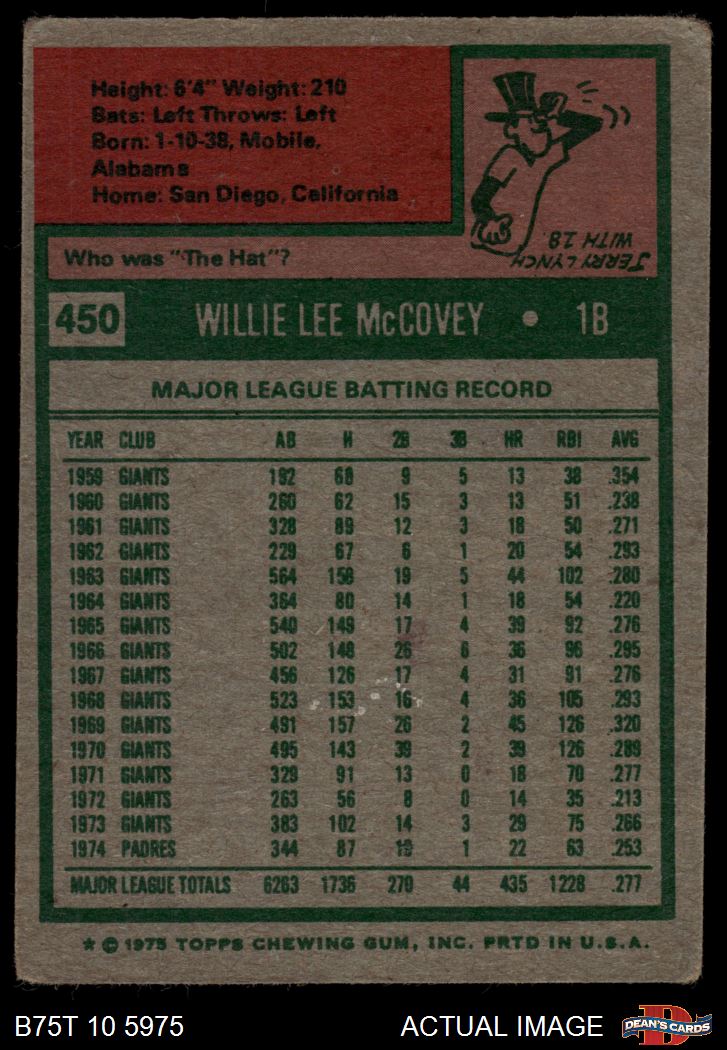 Height: 6'4" Weight: 210
Bats: Left Throws: Left
Born: 1-10-38, Mobile,
Alabama
Home: San Diego, California
Who was "The Hat"?
JERRY LYNCH
WITH 18.
450 WILLIE LEE McCOVEY • 1B
MAJOR LEAGUE BATTING RECORD
YEAR CLUB AB H 2B 3B HR RBI AVG
1959 GIANTS 192 68 9 5 13 38 .354
1960 GIANTS 260 62 15 3 13 51 .238
1961 GIANTS 328 89 12 3 18 50 .271
1962 GIANTS 229 67 6 1 20 54 .293
1963 GIANTS 564 158 19 5 44 102 .280
1964 GIANTS 364 80 14 1 18 54 .220
1965 GIANTS 540 149 17 4 39 92 .276
1966 GIANTS 502 148 26 6 36 96 .295
1967 GIANTS 456 126 17 4 31 91 .276
1968 GIANTS 523 153 16 4 36 105 .293
1969 GIANTS 491 157 26 2 45 126 .320
1970 GIANTS 495 143 39 2 39 126 .289
1971 GIANTS 329 91 13 0 18 70 .277
1972 GIANTS 263 56 8 0 14 35 .213
1973 GIANTS 383 102 14 3 29 75 .266
1974 PADRES 344 87 19 1 22 63 .253
MAJOR LEAGUE TOTALS 6263 1736 270 44 435 1228 .277
* © 1975 TOPPS CHEWING GUM, INC. PRTD IN U.S.A.
B75T 10 5975 ACTUAL IMAGE
D
DEAN'S CARDS